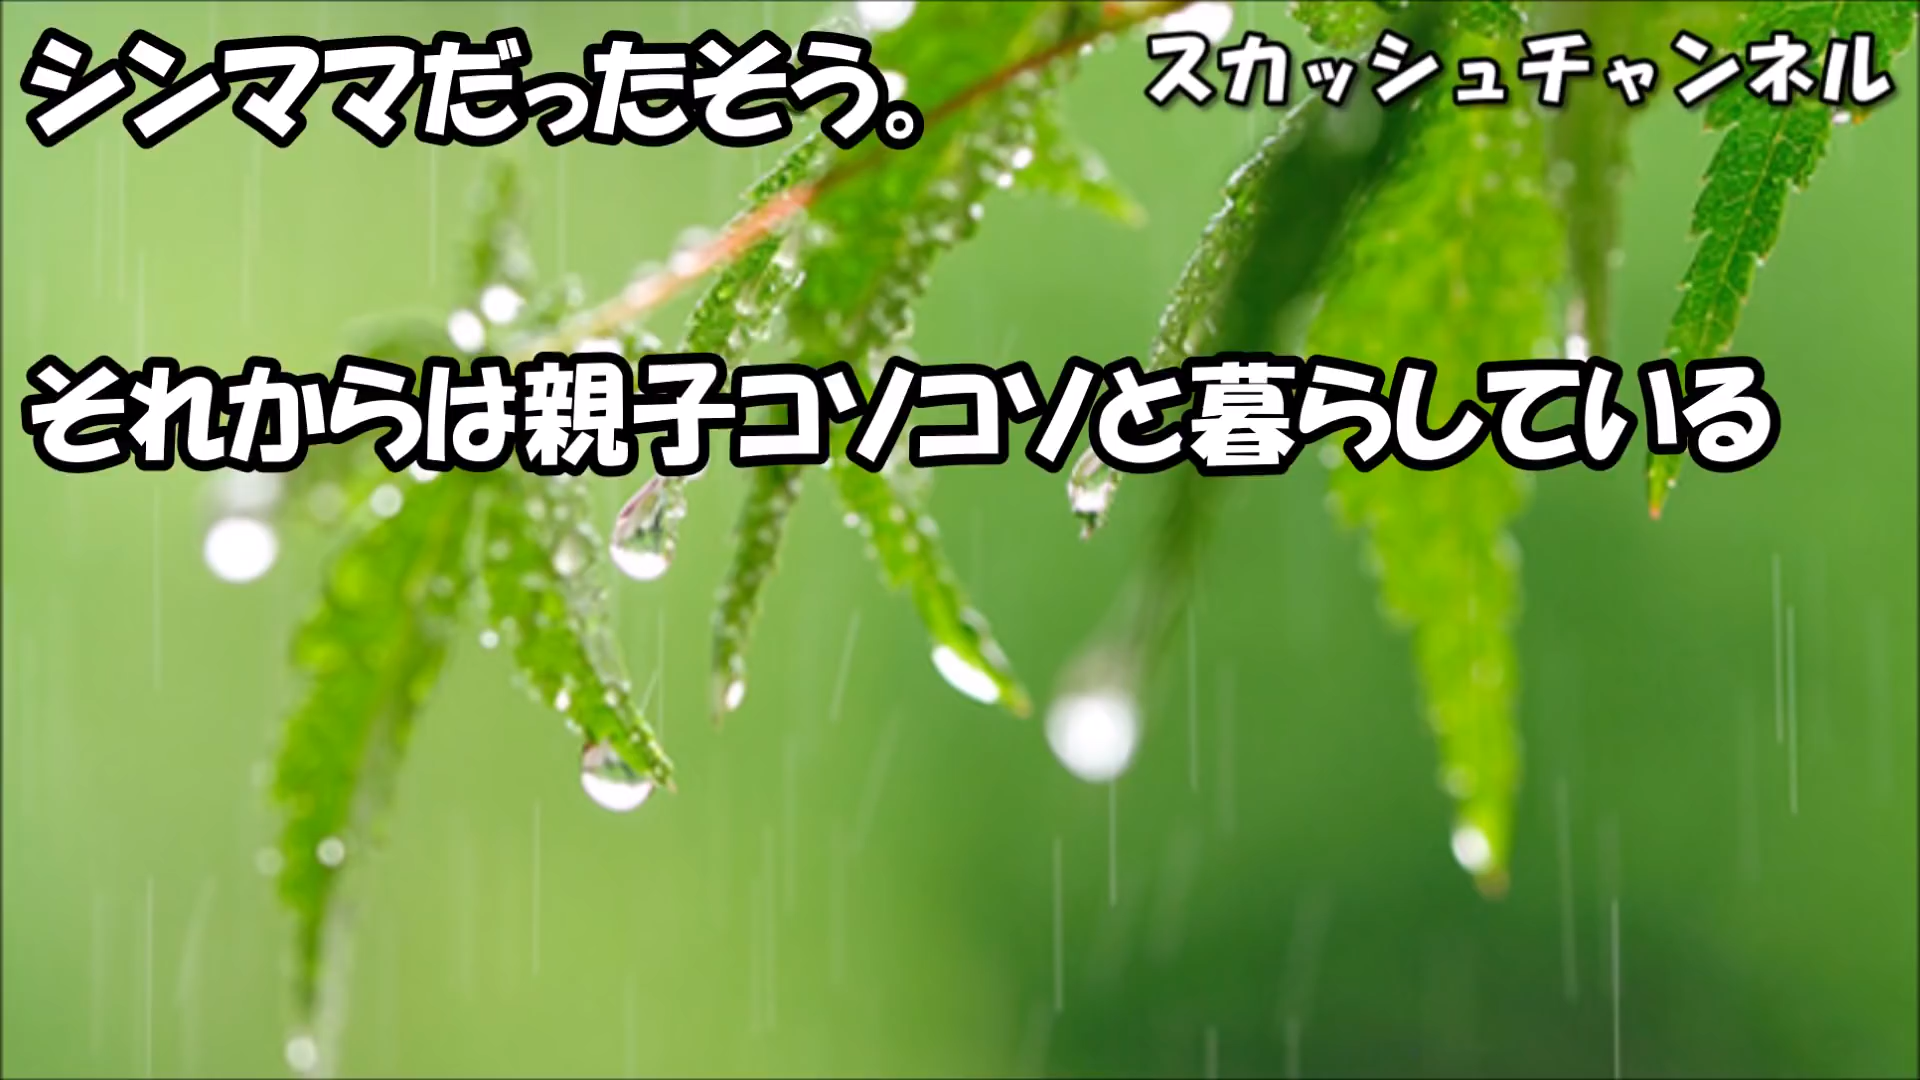 シンママだったそう。
スカッシュチャンネル
それからは親子コソコソと暮らしている